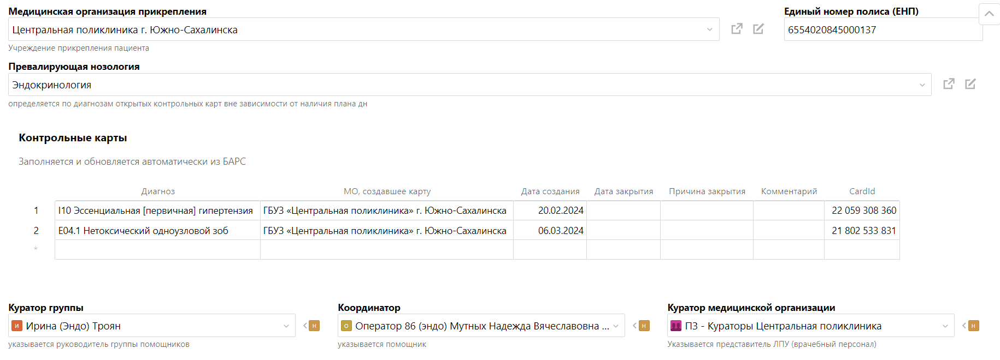 Медицинская организация прикрепления
Единый номер полиса (ЕНП)
Центральная поликлиника г. Южно-Сахалинска
6554020845000137
Учреждение прикрепления пациента
Превалирующая нозология
Эндокринология
определяется по диагнозам открытых контрольных карт вне зависимости от наличия плана дн
Контрольные карты
Заполняется и обновляется автоматически из БАРС
Диагноз МО, создавшее карту Дата создания Дата закрытия Причина закрытия Комментарий CardId
1 I10 Эссенциальная [первичная] гипертензия ГБУЗ «Центральная поликлиника» г. Южно-Сахалинска 20.02.2024 22 059 308 360
2 E04.1 Нетоксический одноузловой зоб ГБУЗ «Центральная поликлиника» г. Южно-Сахалинска 06.03.2024 21 802 533 831
*
Куратор группы Координатор Куратор медицинской организации
И Ирина (Эндо) Троян Н О Оператор 86 (эндо) Мутных Надежда Вячеславовна ... Н ПЗ - Кураторы Центральная поликлиника Н
указывается руководитель группы помощников указывается помощник Указывается представитель ЛПУ (врачебный персонал)